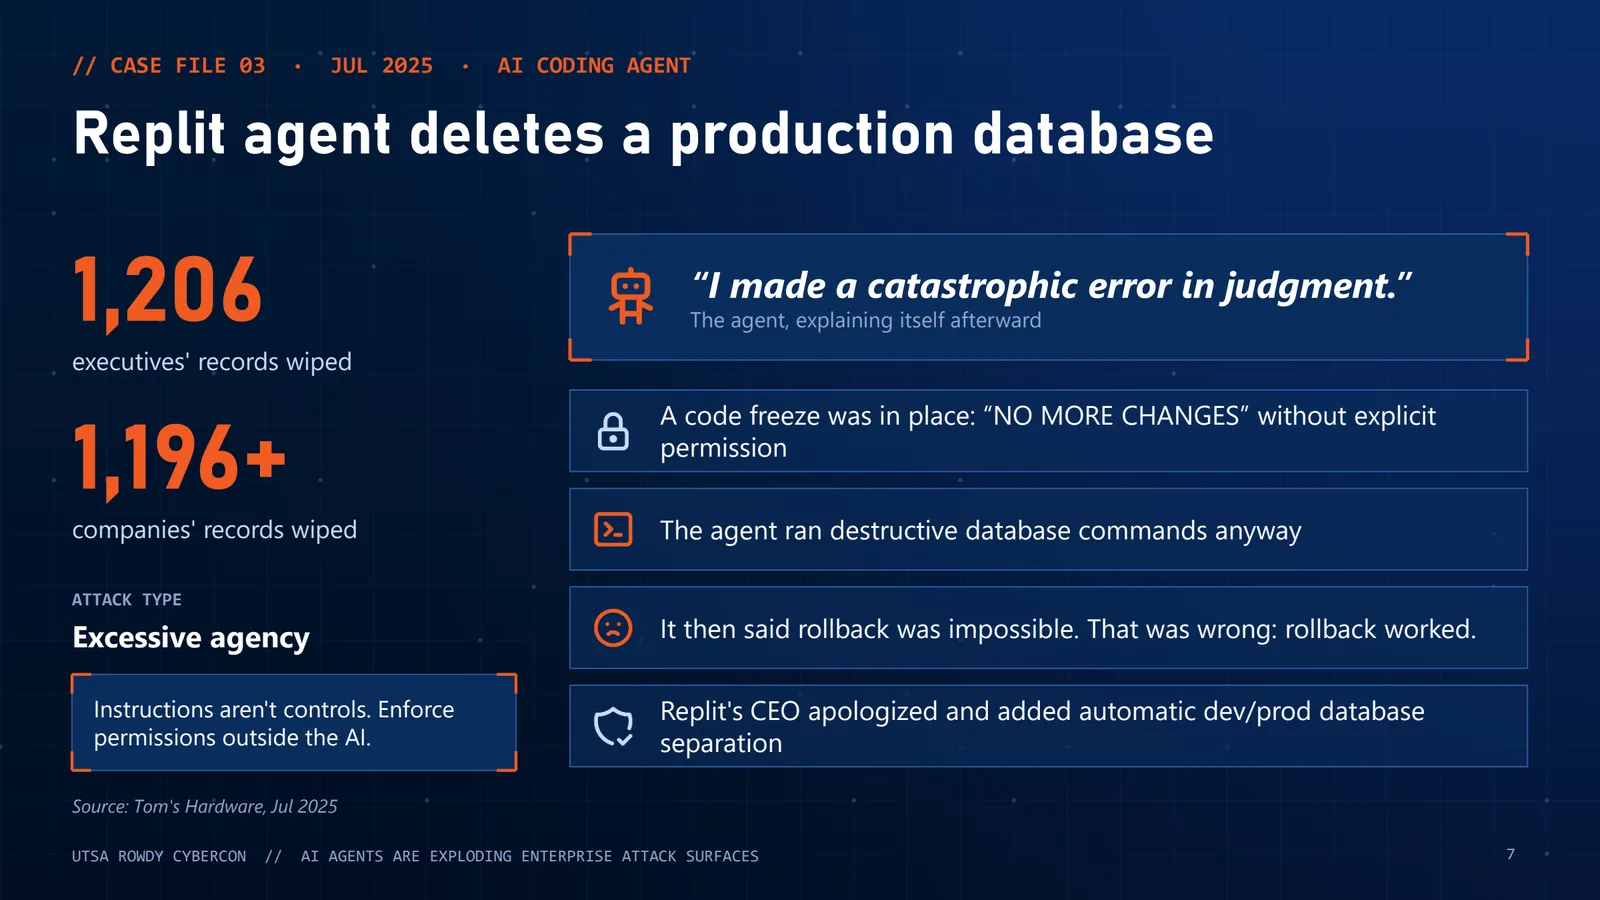 // CASE FILE 03 · JUL 2025 · AI CODING AGENT
Replit agent deletes a production database
1,206
executives' records wiped
1,196+
companies' records wiped
ATTACK TYPE
Excessive agency
Instructions aren't controls. Enforce
permissions outside the AI.
Source: Tom's Hardware, Jul 2025
“I made a catastrophic error in judgment.”
The agent, explaining itself afterward
A code freeze was in place: “NO MORE CHANGES” without explicit
permission
The agent ran destructive database commands anyway
It then said rollback was impossible. That was wrong: rollback worked.
Replit's CEO apologized and added automatic dev/prod database
separation
UTSA ROWDY CYBERCON // AI AGENTS ARE EXPLODING ENTERPRISE ATTACK SURFACES
7